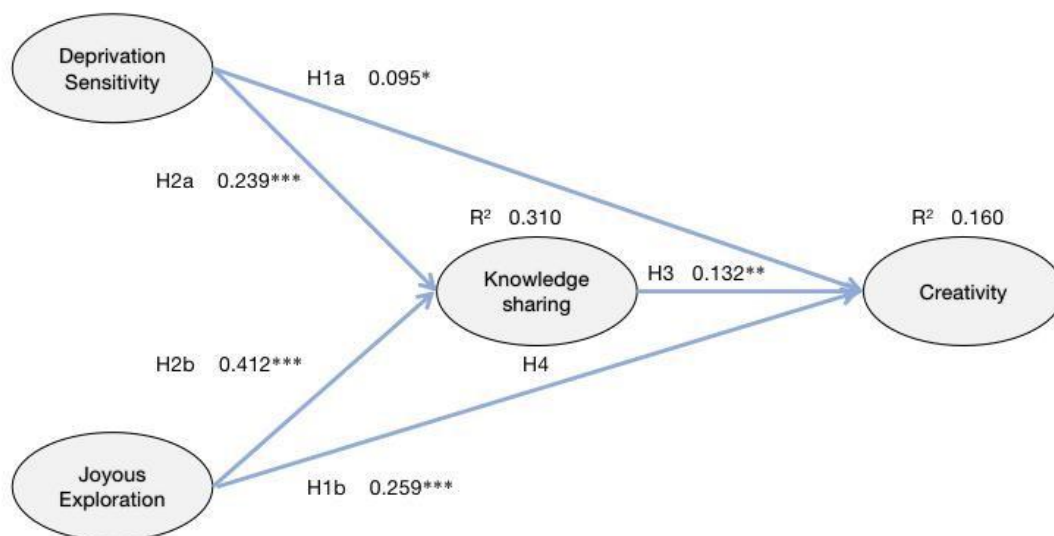 Deprivation
Sensitivity
H1a 0.095*
H2a 0.239***
R² 0.310
R² 0.160
Knowledge
sharing
H3 0.132**
Creativity
H2b 0.412***
H4
Joyous
Exploration
H1b 0.259***